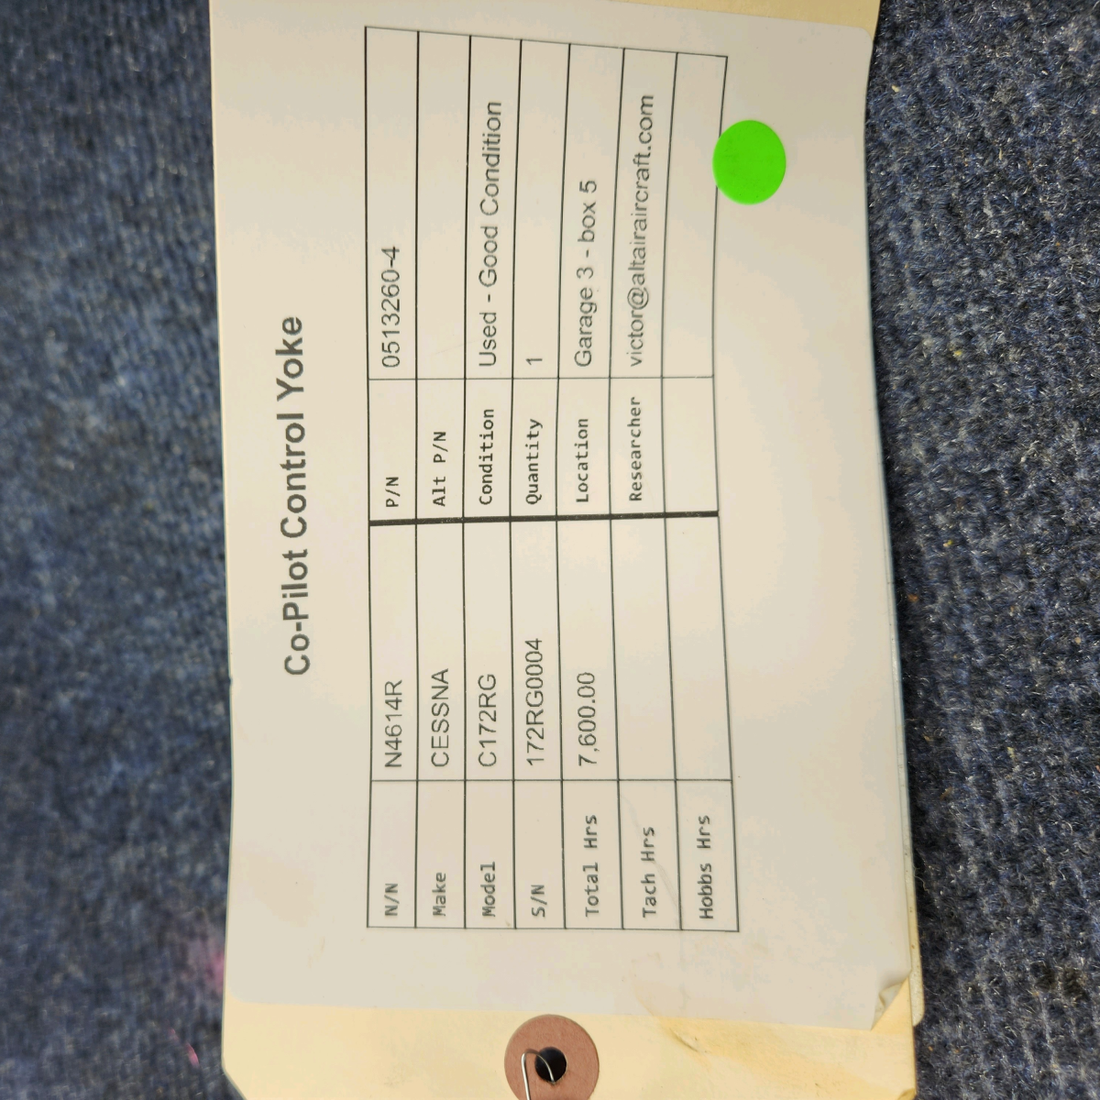 Co-Pilot Control Yoke
N/N N4614R P/N 0513260-4
Make CESSNA Alt P/N
Model C172RG Condition Used - Good Condition
S/N 172RG0004 Quantity 1
Total Hrs 7,600.00 Location Garage 3 - box 5
Tach Hrs Researcher victor@altairaircraft.com
Hobbs Hrs